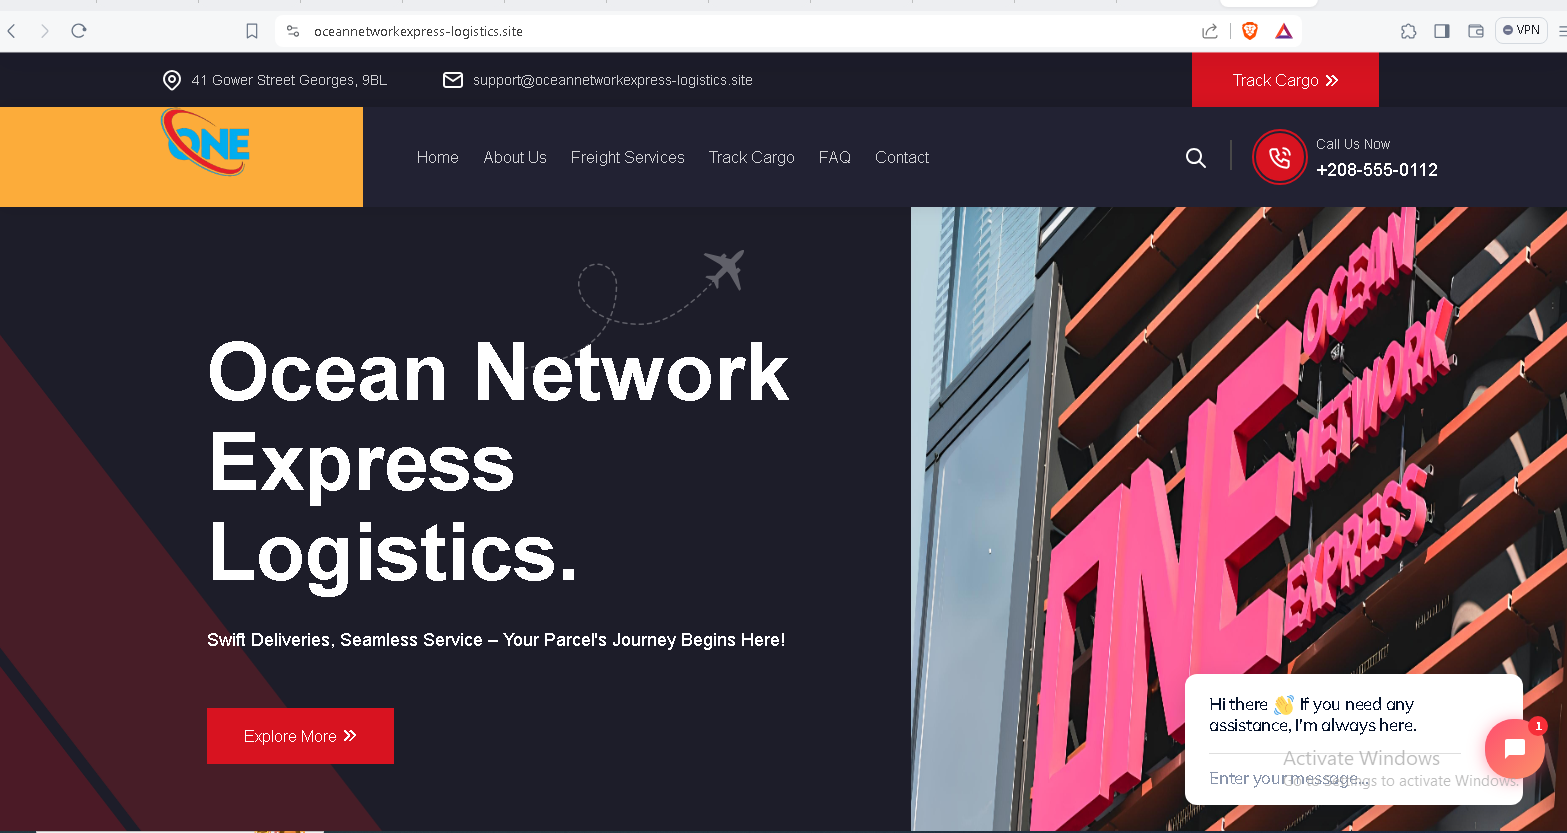 oceannetworkexpress-logistics.site
VPN
41 Gower Street Georges, 9BL
support@oceannetworkexpress-logistics.site
Track Cargo
ONE
Home
About Us
Freight Services
Track Cargo
FAQ
Contact
Call Us Now
+208-555-0112
Ocean Network
Express
Logistics.
Swift Deliveries, Seamless Service – Your Parcel's Journey Begins Here!
Explore More
ONE
OCEAN
NETWORK
EXPRESS
Hi there 👋 If you need any
assistance, I'm always here.
1
Enter your message...
Activate Windows
Go to Settings to activate Windows.